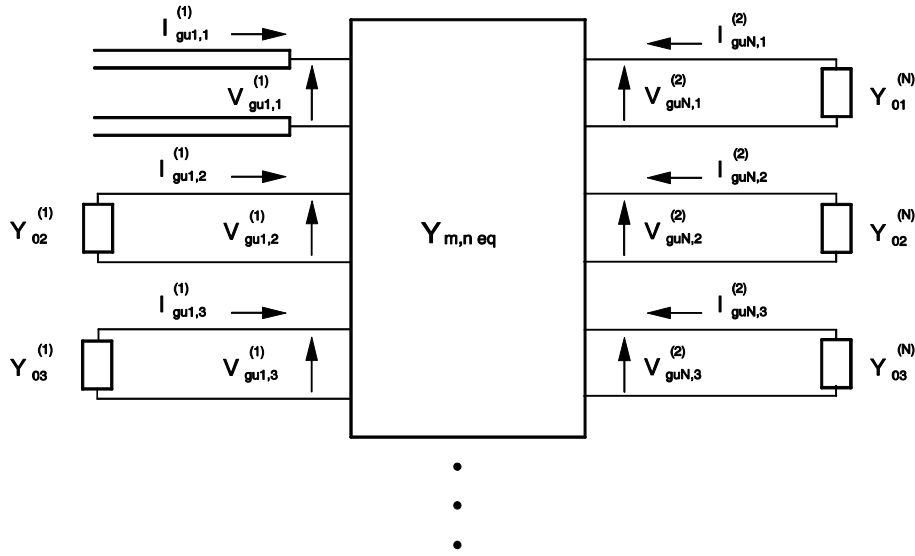 I gu1,1 (1)
I guN,1 (2)
V gu1,1 (1)
V guN,1 (2)
Y 01 (N)
I gu1,2 (1)
I guN,2 (2)
Y 02 (1)
V gu1,2 (1)
Y m,n eq
V guN,2 (2)
Y 02 (N)
I gu1,3 (1)
I guN,3 (2)
Y 03 (1)
V gu1,3 (1)
V guN,3 (2)
Y 03 (N)